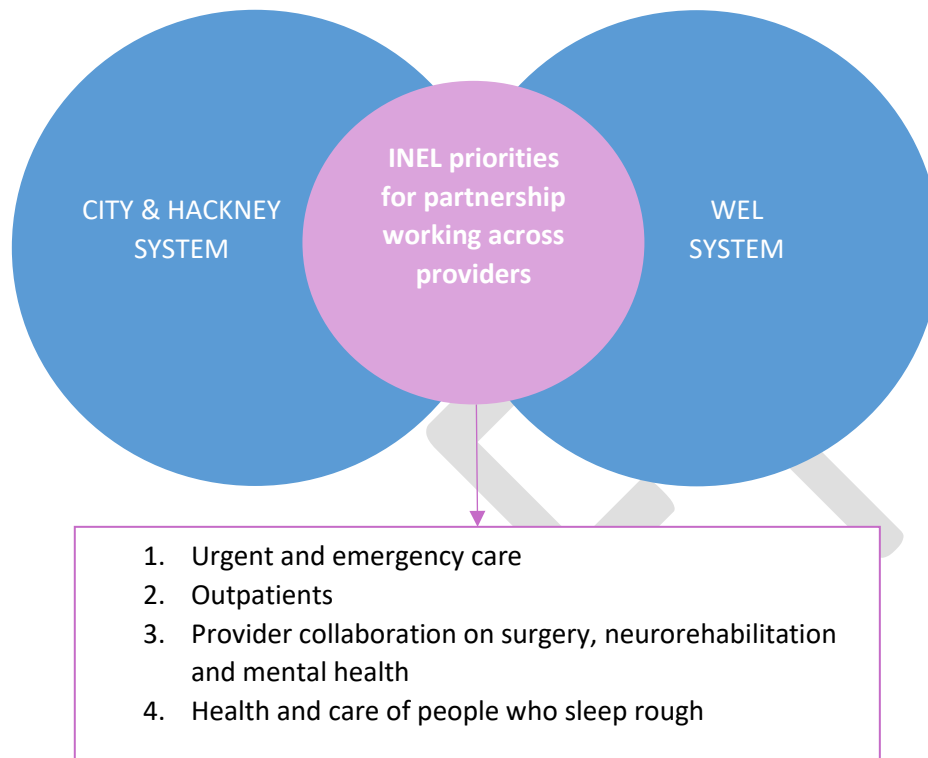 CITY & HACKNEY
SYSTEM
INEL priorities
for partnership
working across
providers
WEL
SYSTEM
1. Urgent and emergency care
2. Outpatients
3. Provider collaboration on surgery, neurorehabilitation
and mental health
4. Health and care of people who sleep rough